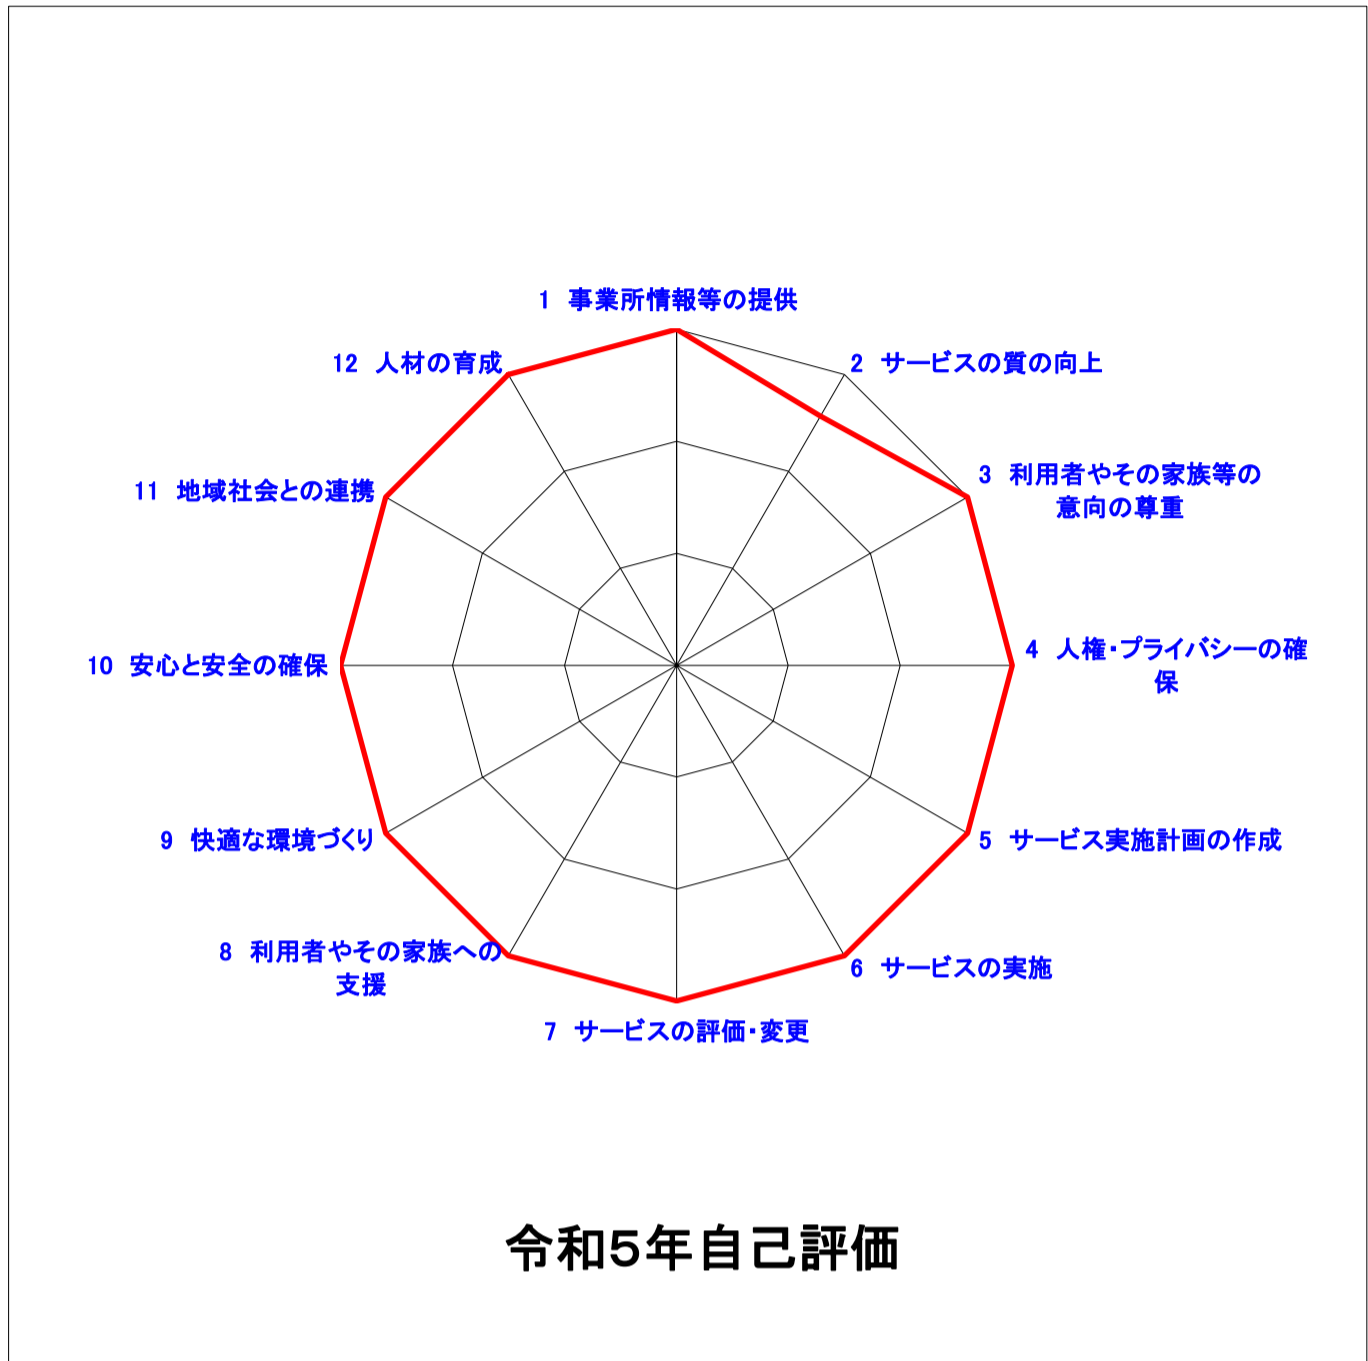 1 事業所情報等の提供
2 サービスの質の向上
3 利用者やその家族等の
意向の尊重
4 人権・プライバシーの確
保
5 サービス実施計画の作成
6 サービスの実施
7 サービスの評価・変更
8 利用者やその家族への
支援
9 快適な環境づくり
10 安心と安全の確保
11 地域社会との連携
12 人材の育成
令和5年自己評価